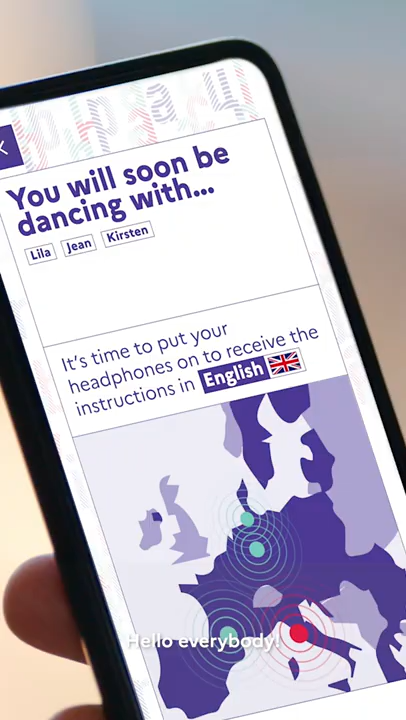 You will soon be
dancing with...
Lila Jean Kirsten
It's time to put your
headphones on to receive the
instructions in English
Hello everybody!